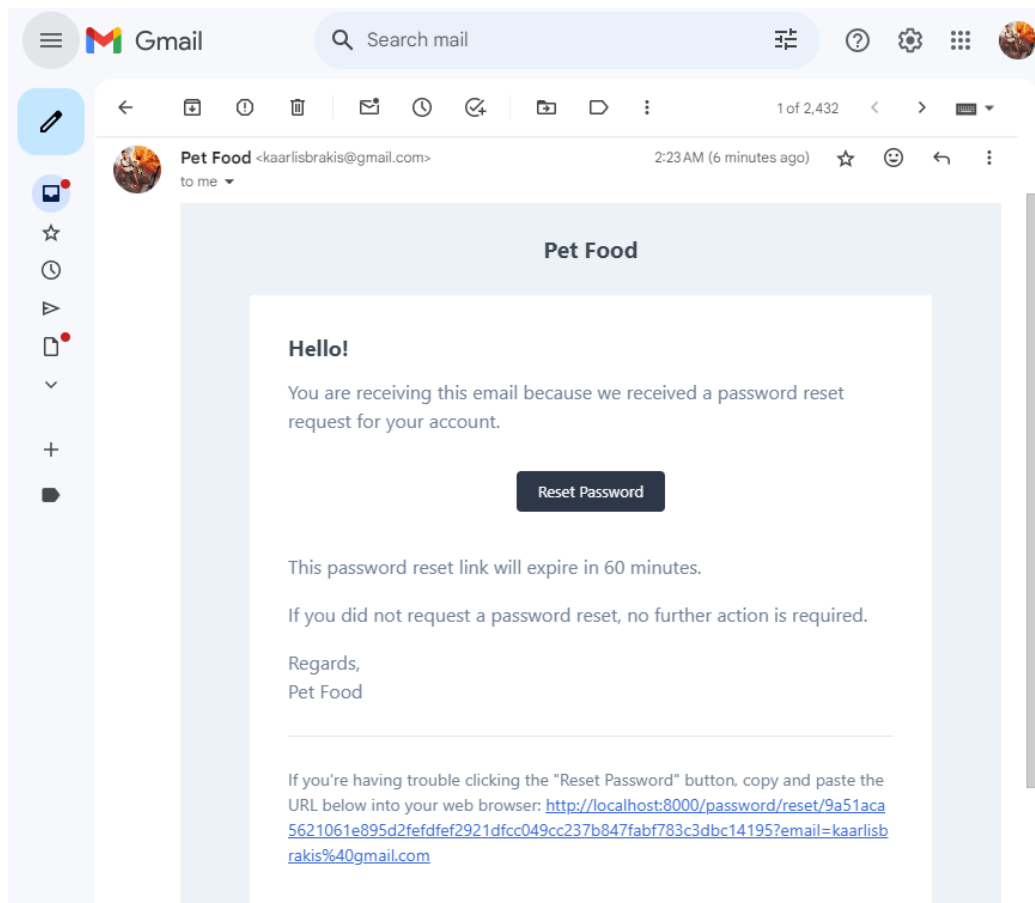 Gmail
Search mail
1 of 2,432
Pet Food <kaarlisbrakis@gmail.com>
2:23 AM (6 minutes ago)
to me
Pet Food
Hello!
You are receiving this email because we received a password reset
request for your account.
Reset Password
This password reset link will expire in 60 minutes.
If you did not request a password reset, no further action is required.
Regards,
Pet Food
If you're having trouble clicking the "Reset Password" button, copy and paste the
URL below into your web browser: http://localhost:8000/password/reset/9a51aca
5621061e895d2fefdfef2921dfcc049cc237b847fabf783c3dbc14195?email=kaarlisb
rakis%40gmail.com